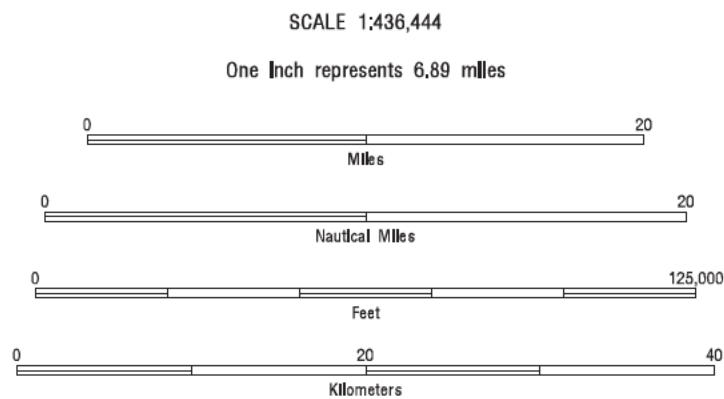 SCALE 1:436,444
One Inch represents 6.89 miles
0 20
Miles
0 20
Nautical Miles
0 125,000
Feet
0 20 40
Kilometers